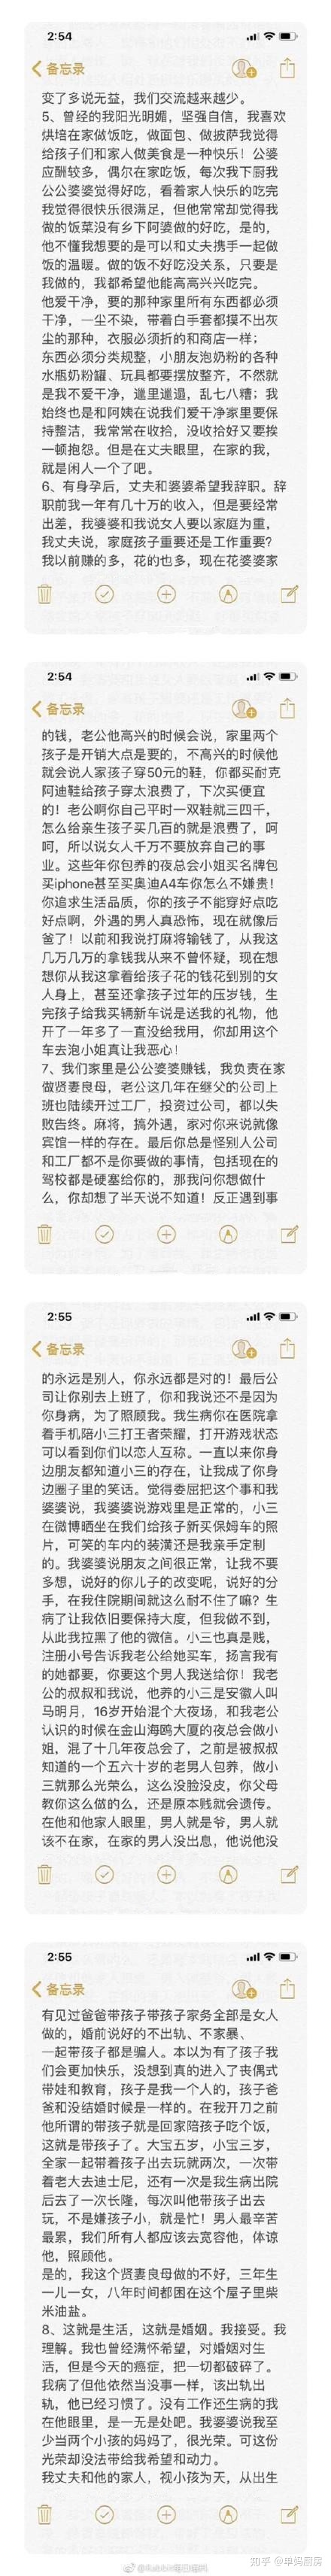 2:54
备忘录
变了多说无益，我们交流越来越少。
5、曾经的我阳光明媚，坚强自信，我喜欢
烘培在家做饭吃，做面包、做披萨我觉得
给孩子们和家人做美食是一种快乐！公婆
应酬较多，偶尔在家吃饭，每次我下厨我
公公婆婆觉得好吃，看着家人快乐的吃完
我觉得很快乐很满足，但他常常却觉得我
做的饭菜没有乡下阿婆做的好吃，是的，
他不懂我想要的是可以和丈夫携手一起做
饭的温暖。做的饭不好吃没关系，只要是
我做的，我都希望他能高高兴兴吃完。
他爱干净，要的那种家里所有东西都必须
干净，一尘不染，带着白手套都摸不出灰
尘的那种，衣服必须折的和商店一样；
东西必须分类规整，小朋友泡奶粉的各种
水瓶奶粉罐、玩具都要摆放整齐，不然就
是我不爱干净，邋里邋遢，乱七八糟；我
始终也是和阿姨在说我们爱干净家里要保
持整洁，我常常在收拾，没收拾好又要挨
一顿抱怨。但是在丈夫眼里，在家的我，
就是闲人一个了吧。
6、有身孕后，丈夫和婆婆希望我辞职。辞
职前我一年有几十万的收入，但是要经常
出差，我婆婆和我说女人要以家庭为重，
我丈夫说，家庭孩子重要还是工作重要？
我以前赚的多，花的也多，现在花婆婆家
2:54
备忘录
的钱，老公他高兴的时候会说，家里两个
孩子是开销大点是要的，不高兴的时候他
就会说人家孩子穿50元的鞋，你都买耐克
阿迪鞋给孩子穿太浪费了，下次买便宜
的！老公啊你自己平时一双鞋就三四千，
怎么给亲生孩子买几百的就是浪费了，呵
呵，所以说女人千万不要放弃自己的事
业。这些年你包养的夜总会小姐买名牌包
买iphone甚至买奥迪A4车你怎么不嫌贵！
你追求生活品质，你的孩子不能穿好点吃
好点啊，外遇的男人真恐怖，现在就像后
爸了！以前和我说打麻将输钱了，从我这
几万几万的拿钱我从来不曾怀疑，现在想
想你从我这拿着给孩子花的钱花到别的女
人身上，甚至还拿孩子过年的压岁钱，生
完孩子给我买辆新车说是送我的礼物，他
开了一年多了一直没给我用，你却用这个
车去泡小姐真让我恶心！
7、我们家里是公公婆婆赚钱，我负责在家
做贤妻良母，老公这几年在继父的公司上
班也陆续开过工厂，投资过公司，都以失
败告终。麻将，搞外遇，家对你来说就像
宾馆一样的存在。最后你总是怪别人公司
和工厂都不是你要做的事情，包括现在的
驾校都是硬塞给你的，那我问你想做什
么，你却想了半天说不知道！反正遇到事
2:55
备忘录
的永远是别人，你永远都是对的！最后公
司让你别去上班了，你和我说还不是因为
你身病，为了照顾我。我生病你在医院拿
着手机陪小三打王者荣耀，打开游戏状态
可以看到你们以恋人互称。一直以来你身
边朋友都知道小三的存在，让我成了你身
边圈子里的笑话。觉得委屈把这个事和我
婆婆说，我婆婆说游戏里是正常的，小三
在微博晒坐在我们给孩子新买保姆车的照
片，可笑的车内的装潢还是我亲手定制
的。我婆婆说朋友之间很正常，让我不要
多想，说好的你儿子的改变呢，说好的分
手，在我住院期间就这么耐不住了嘛？生
病了让我依旧要保持大度，但我做不到，
从此我拉黑了他的微信。小三也真是贱，
注册小号告诉我老公给她买车，扬言我有
的她都要，你要这个男人我送给你！我老
公的叔叔和我说，他养的小三是安徽人叫
马明月，16岁开始混个大夜场，和我老公
认识的时候在金山海鸥大厦的夜总会做小
姐，混了十几年夜总会了，之前是被叔叔
知道的一个五六十岁的老男人包养，做小
三就那么光荣么，这么没脸没皮，你父母
教你这么做的么，还是原本贱就会遗传。
在他和他家人眼里，男人就是爷，男人就
该不在家，在家的男人没出息，他说他没
2:55
备忘录
有见过爸爸带孩子带孩子家务全部是女人
做的，婚前说好的不出轨、不家暴、
一起带孩子都是骗人。本以为有了孩子我
们会更加快乐，没想到真的进入了丧偶式
带娃和教育，孩子是我一个人的，孩子爸
爸和没结婚时候是一样的。在我开刀之前
他所谓的带孩子就是回家陪孩子吃个饭，
这就是带孩子了。大宝五岁，小宝三岁，
全家一起带着孩子出去玩就两次，一次带
着老大去迪士尼，还有一次是我生病出院
后去了一次长隆，每次叫他带孩子出去
玩，不是嫌孩子小，就是忙！男人最辛苦
最累，我们所有人都应该去宽容他，体谅
他，照顾他。
是的，我这个贤妻良母做的不好，三年生
一儿一女，八年时间都困在这个屋子里柴
米油盐。
8、这就是生活，这就是婚姻。我接受。我
理解。我也曾经满怀希望，对婚姻对生
活，但是今天的癌症，把一切都破碎了。
我病了但他依然当没事一样，该出轨出
轨，他已经习惯了。没有工作还生病的我
在他眼里，是一无是处吧。我婆婆说我至
少当两个小孩的妈妈了，很光荣。可这份
光荣却没法带给我希望和动力。
我丈夫和他的家人，视小孩为天，从出生
知乎 @甲妈厨房